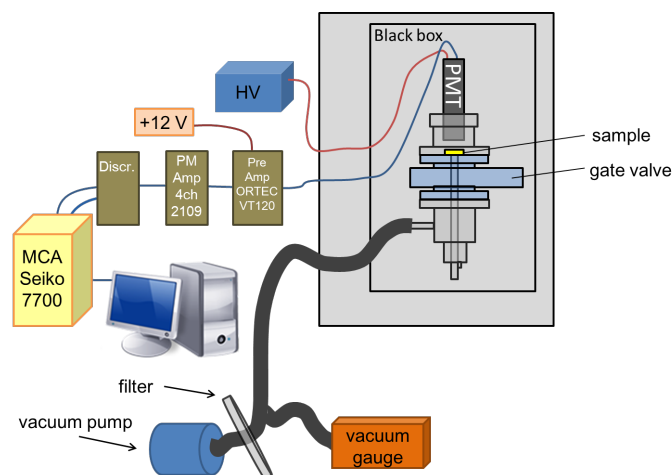 Black box
HV
PMT
+12 V
sample
gate valve
Discr.
PM
Amp
4ch
2109
Pre
Amp
ORTEC
VT120
MCA
Seiko
7700
filter
vacuum pump
vacuum
gauge